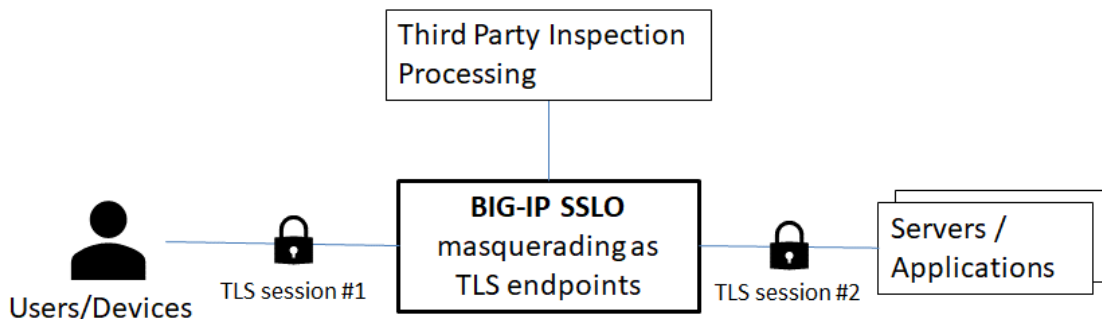 Third Party Inspection
Processing
BIG-IP SSLO
masquerading as
TLS endpoints
Servers /
Applications
TLS session #1
TLS session #2
Users/Devices